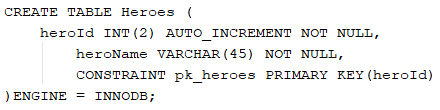 CREATE TABLE Heroes (
heroId INT(2) AUTO_INCREMENT NOT NULL,
heroName VARCHAR(45) NOT NULL,
CONSTRAINT pk_heroes PRIMARY KEY(heroId)
)ENGINE = INNODB;